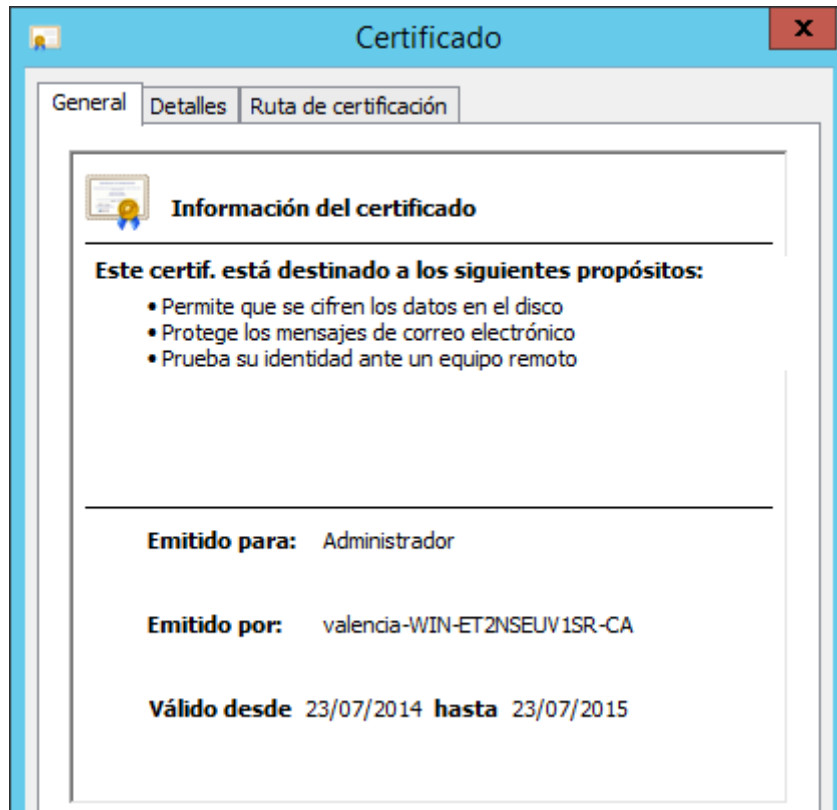 Certificado
x
General Detalles Ruta de certificación
Información del certificado
Este certif. está destinado a los siguientes propósitos:
• Permite que se cifren los datos en el disco
• Protege los mensajes de correo electrónico
• Prueba su identidad ante un equipo remoto
Emitido para: Administrador
Emitido por: valencia-WIN-ET2NSEUV1SR-CA
Válido desde 23/07/2014 hasta 23/07/2015